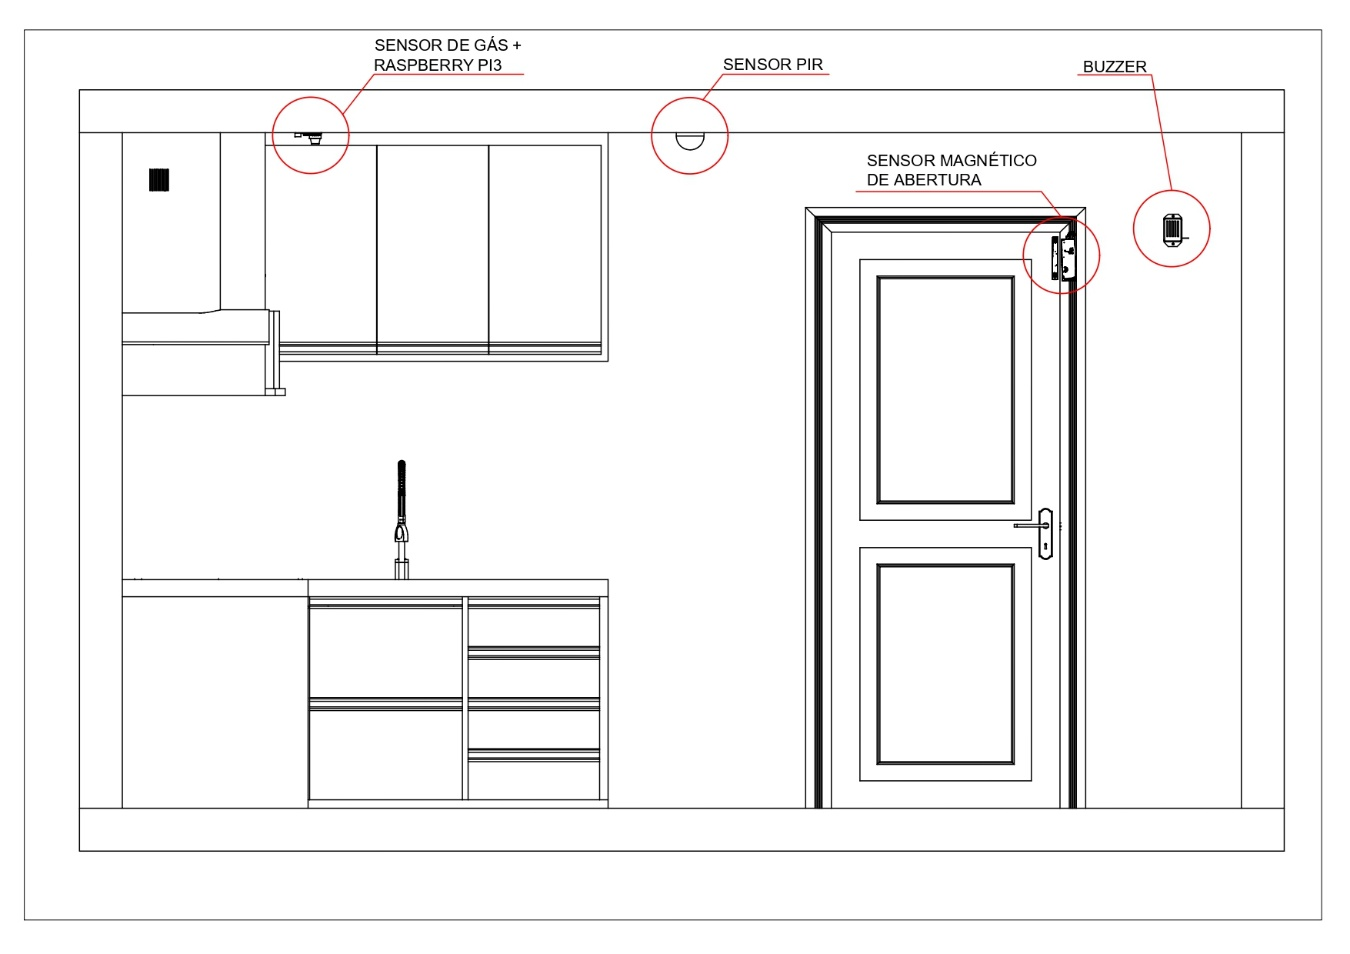 SENSOR DE GÁS +
RASPBERRY PI3
SENSOR PIR
BUZZER
SENSOR MAGNÉTICO
DE ABERTURA